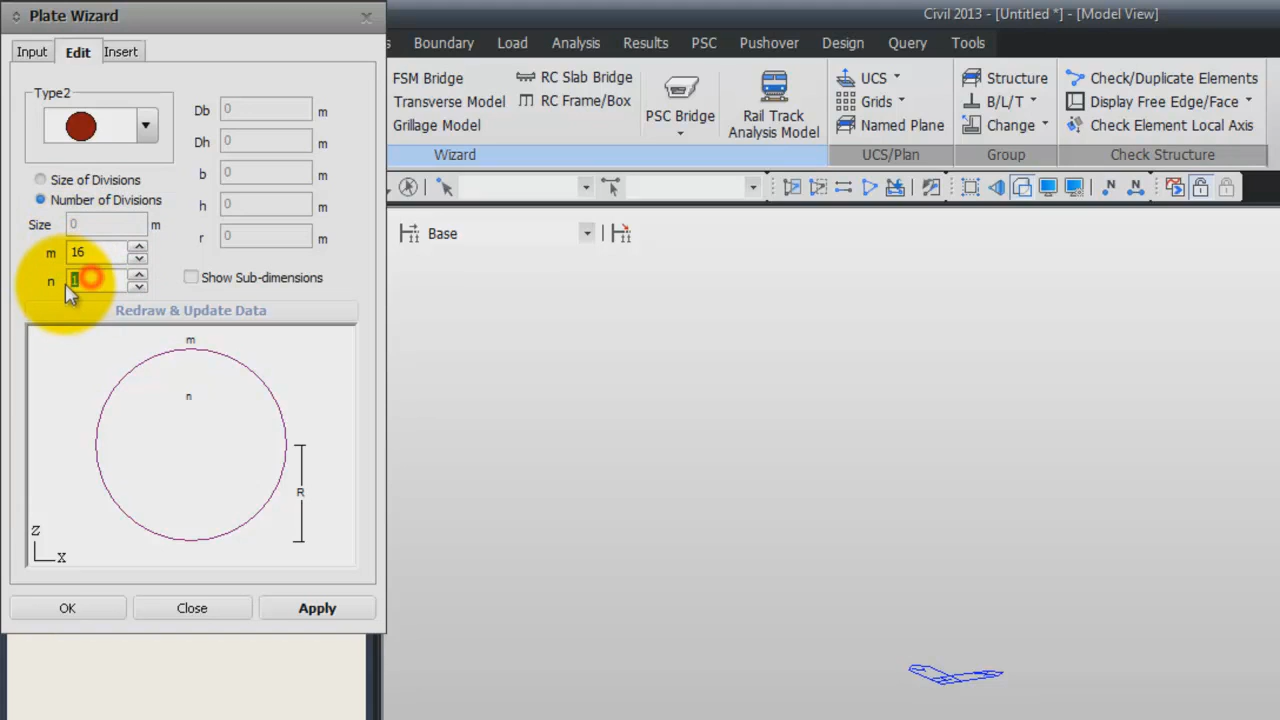 Plate Wizard
Input
Edit
Insert
Type2
Size of Divisions
Number of Divisions
Size 0 m
m 16
n 1
Db 0 m
Dh 0 m
b 0 m
h 0 m
r 0 m
Show Sub-dimensions
Redraw & Update Data
m
n
R
Z
X
OK
Close
Apply
Civil 2013 - [Untitled *] - [Model View]
Boundary Load Analysis Results PSC Pushover Design Query Tools
FSM Bridge
Transverse Model
Grillage Model
RC Slab Bridge
RC Frame/Box
PSC Bridge
Rail Track
Analysis Model
Wizard
UCS
Grids
Named Plane
UCS/Plan
Structure
B/L/T
Change
Group
Check/Duplicate Elements
Display Free Edge/Face
Check Element Local Axis
Check Structure
N
N
Base